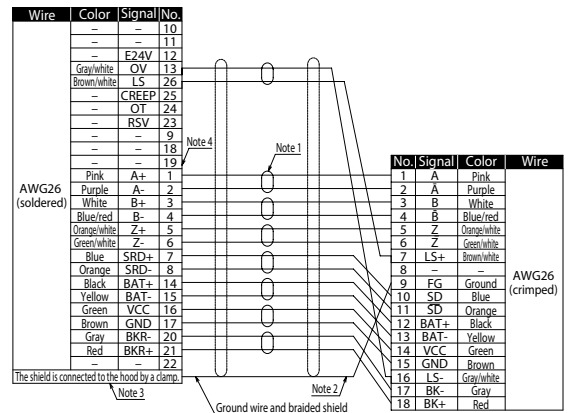 Wire Color Signal No.
– – 10
– – 11
– E24V 12
Gray/white OV 13
Brown/white LS 26
– CREEP 25
– OT 24
– RSV 23
– – 9
– – 18
– – 19
Pink A+ 1
Purple A- 2
White B+ 3
Blue/red B- 4
Orange/white Z+ 5
Green/white Z- 6
Blue SRD+ 7
Orange SRD- 8
Black BAT+ 14
Yellow BAT- 15
Green VCC 16
Brown GND 17
Gray BKR- 20
Red BKR+ 21
– – 22
AWG26
(soldered)
The shield is connected to the hood by a clamp.
Note 4
Note 1
Note 3
Note 2
Ground wire and braided shield
No. Signal Color Wire
1 A Pink
2 Ā Purple
3 B White
4 B̄ Blue/red
5 Z Orange/white
6 Z̄ Green/white
7 LS+ Brown/white
8 – –
9 FG Ground
10 SD Blue
11 S̄D̄ Orange
12 BAT+ Black
13 BAT- Yellow
14 VCC Green
15 GND Brown
16 LS- Gray/white
17 BK- Gray
18 BK+ Red
AWG26
(crimped)